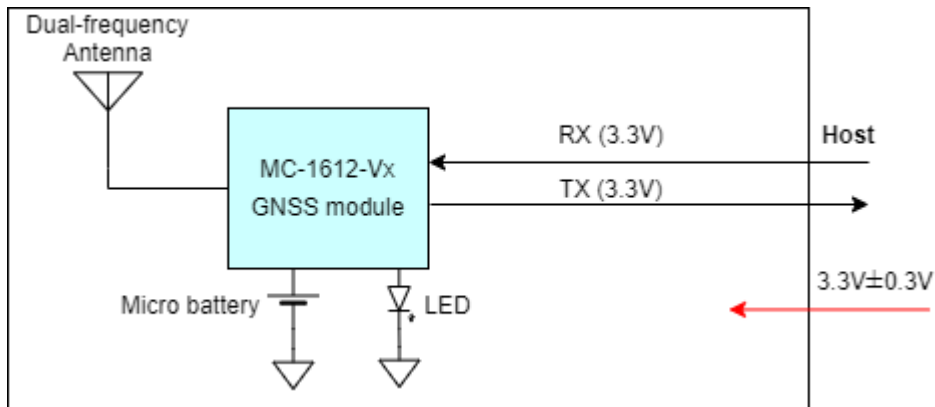 Dual-frequency
Antenna
MC-1612-Vx
GNSS module
RX (3.3V)
Host
TX (3.3V)
3.3V±0.3V
Micro battery
LED